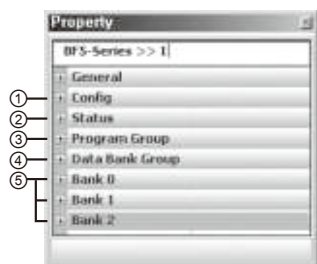 Property
BFS-Series >> 1
General
① Config
② Status
③ Program Group
④ Data Bank Group
⑤ Bank 0
Bank 1
Bank 2